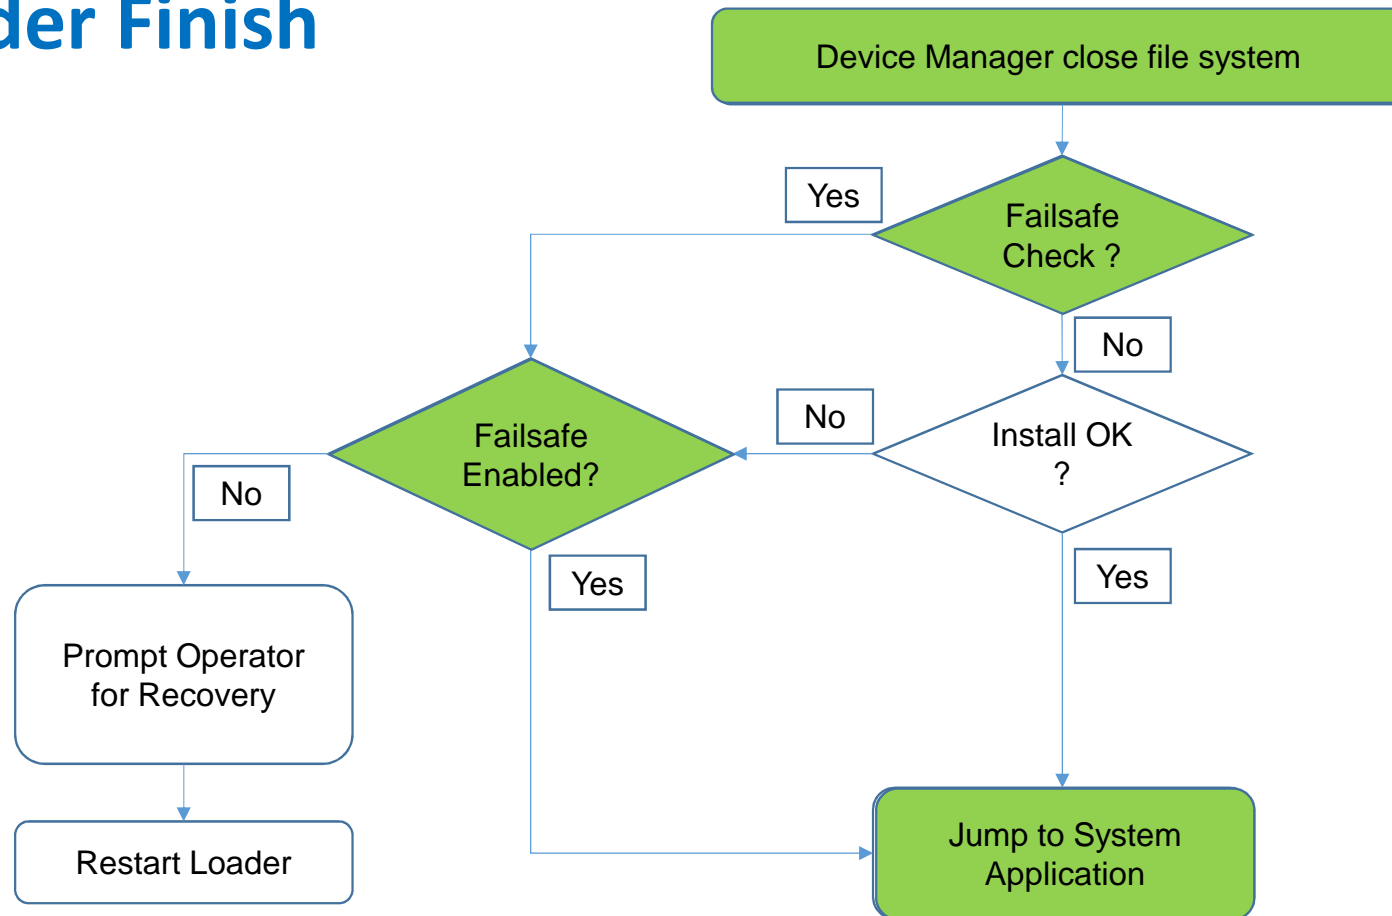 der Finish
Device Manager close file system
Yes
Failsafe
Check ?
No
No
Install OK
?
Failsafe
Enabled?
No
Yes
Yes
Prompt Operator
for Recovery
Restart Loader
Jump to System
Application